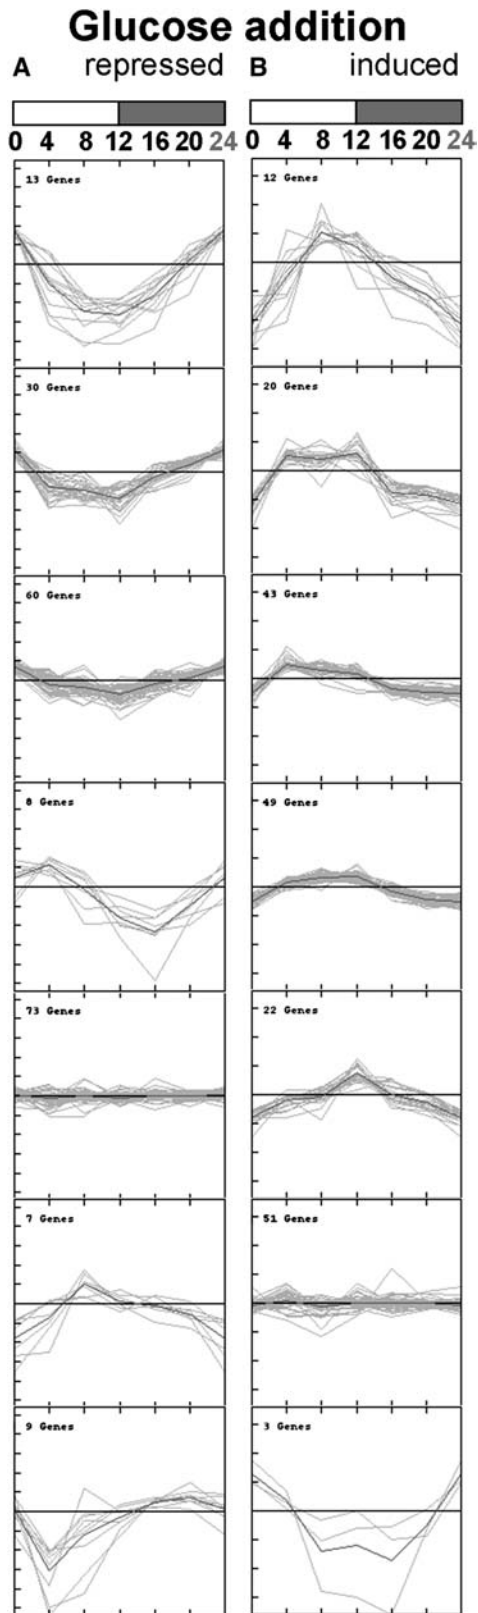 Glucose addition
A repressed B induced
0 4 8 12 16 20 24 0 4 8 12 16 20 24
13 Genes 12 Genes
30 Genes 20 Genes
60 Genes 43 Genes
8 Genes 49 Genes
73 Genes 22 Genes
7 Genes 51 Genes
9 Genes 3 Genes